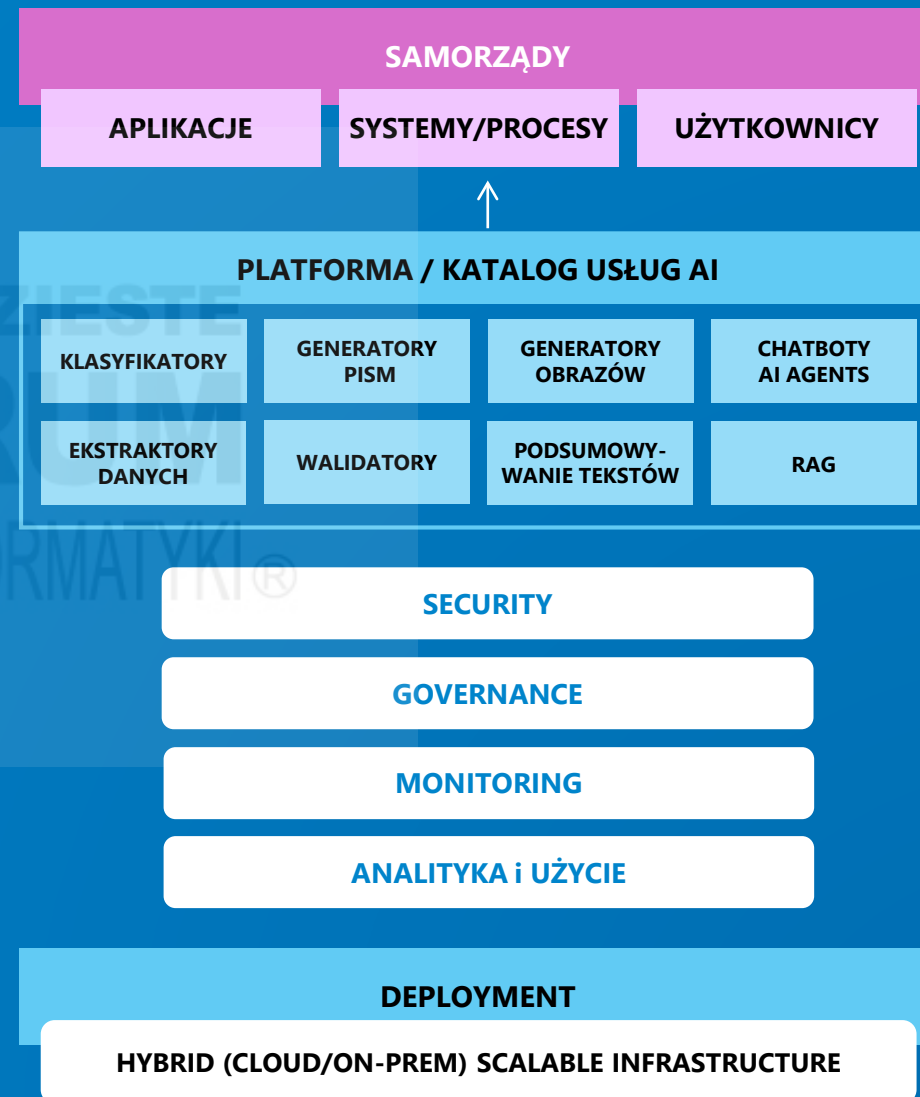 SAMORZĄDY
APLIKACJE
SYSTEMY/PROCESY
UŻYTKOWNICY
PLATFORMA / KATALOG USŁUG AI
KLASYFIKATORY
GENERATORY
PISM
GENERATORY
OBRAZÓW
CHATBOTY
AI AGENTS
EKSTRAKTORY
DANYCH
WALIDATORY
PODSUMOWY-
WANIE TEKSTÓW
RAG
SECURITY
GOVERNANCE
MONITORING
ANALITYKA i UŻYCIE
DEPLOYMENT
HYBRID (CLOUD/ON-PREM) SCALABLE INFRASTRUCTURE